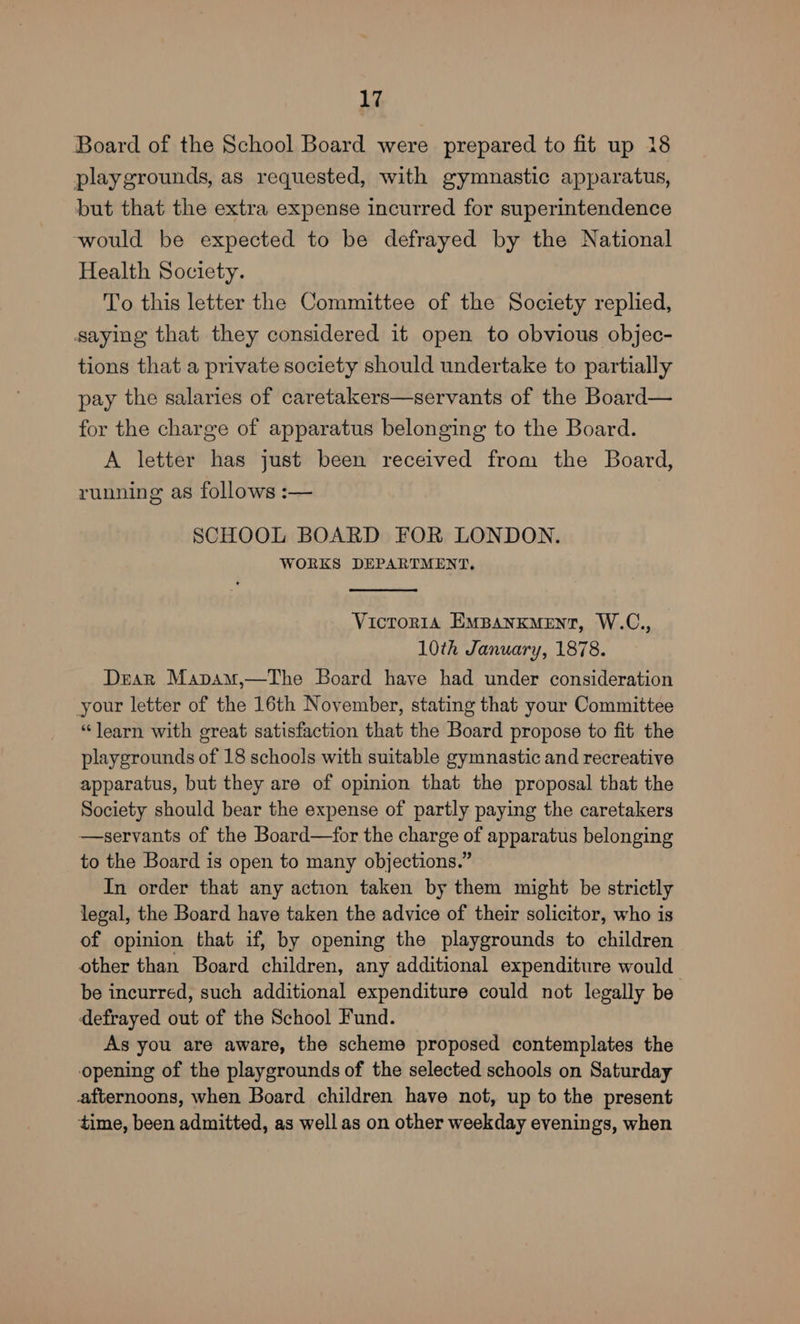 17
Board of the School Board were prepared to fit up 18
playgrounds, as requested, with gymnastic apparatus,
but that the extra expense incurred for superintendence
would be expected to be defrayed by the National
Health Society.
To this letter the Committee of the Society replied,
saying that they considered it open to obvious objec-
tions that a private society should undertake to partially
pay the salaries of caretakers—servants of the Board—
for the charge of apparatus belonging to the Board.
A letter has just been received from the Board,
running as follows :—
SCHOOL BOARD FOR LONDON.
WORKS DEPARTMENT.
Victoria Embankment, W.C.,
10th January, 1878.
Dear Madam,—The Board have had under consideration
your letter of the 16th November, stating that your Committee
“learn with great satisfaction that the Board propose to fit the
playgrounds of 18 schools with suitable gymnastic and recreative
apparatus, but they are of opinion that the proposal that the
Society should bear the expense of partly paying the caretakers
—servants of the Board—for the charge of apparatus belonging
to the Board is open to many objections.”
In order that any action taken by them might be strictly
legal, the Board have taken the advice of their solicitor, who is
of opinion that if, by opening the playgrounds to children
other than Board children, any additional expenditure would
be incurred, such additional expenditure could not legally be
defrayed out of the School Fund.
As you are aware, the scheme proposed contemplates the
opening of the playgrounds of the selected schools on Saturday
afternoons, when Board children have not, up to the present
time, been admitted, as well as on other weekday evenings, when